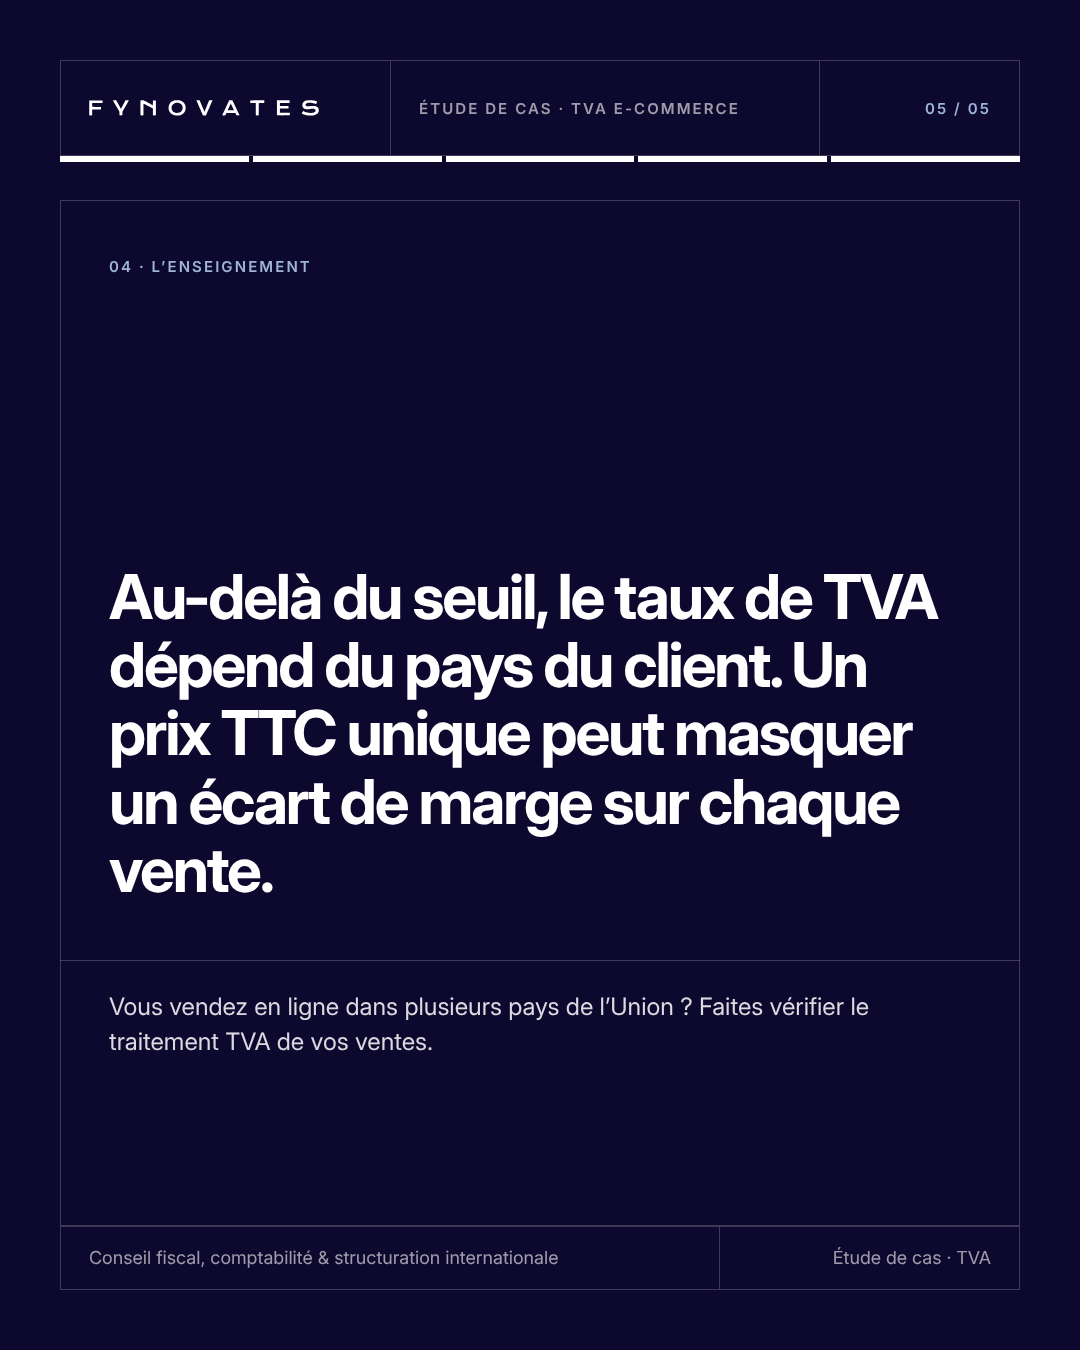 FYNOVATES
ÉTUDE DE CAS · TVA E-COMMERCE
05 / 05
04 · L’ENSEIGNEMENT
Au-delà du seuil, le taux de TVA
dépend du pays du client. Un
prix TTC unique peut masquer
un écart de marge sur chaque
vente.
Vous vendez en ligne dans plusieurs pays de l’Union ? Faites vérifier le
traitement TVA de vos ventes.
Conseil fiscal, comptabilité & structuration internationale
Étude de cas · TVA